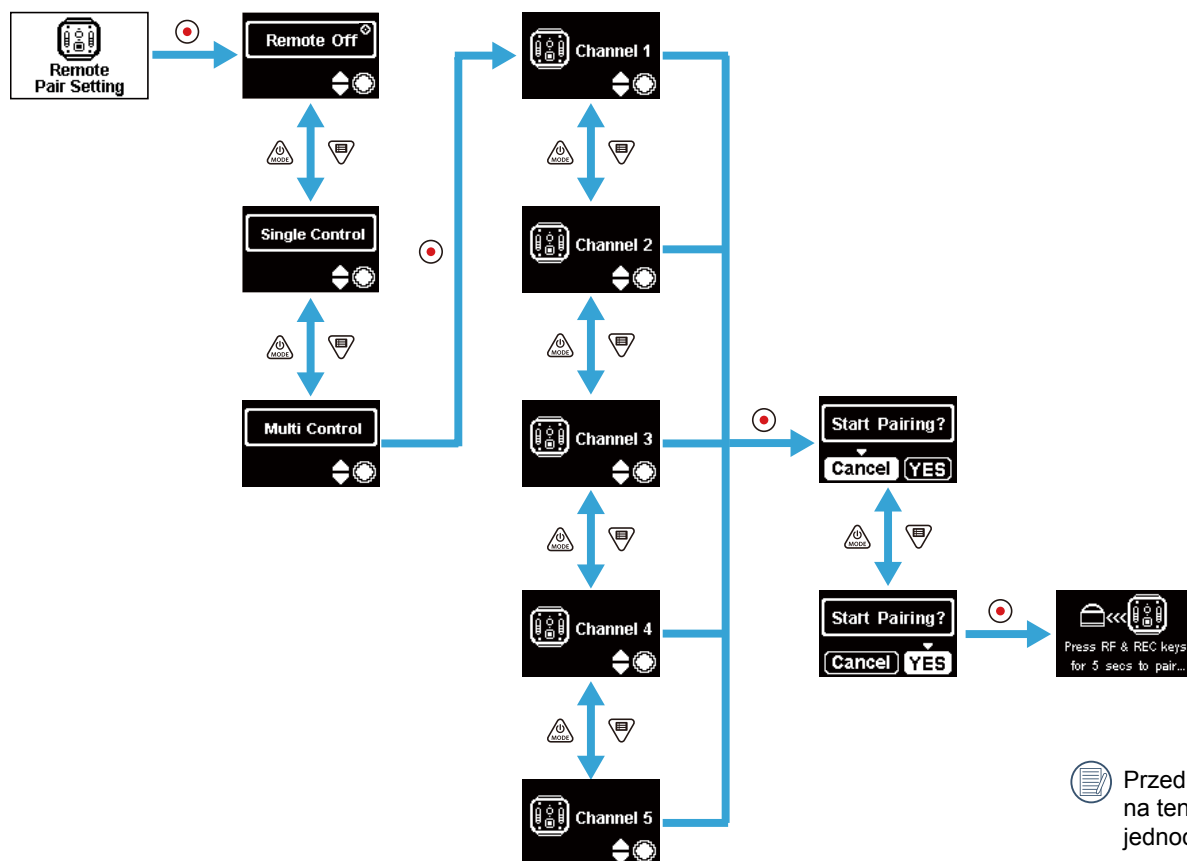 Remote
Pair Setting
Remote Off
Single Control
Multi Control
MODE
MODE
Channel 1
Channel 2
Channel 3
Channel 4
Channel 5
MODE
MODE
MODE
MODE
Start Pairing?
Cancel YES
MODE
Start Pairing?
Cancel YES
Press RF & REC keys
for 5 secs to pair...
Przed
na ten
jednoc